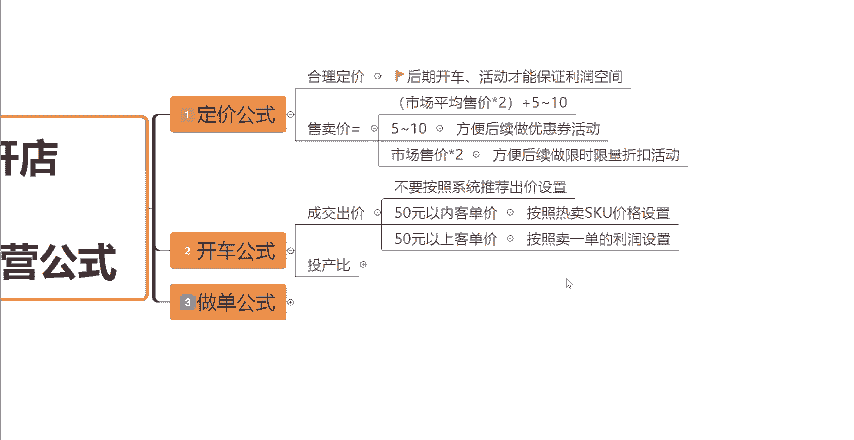 开店
营公式
1 定价公式
合理定价
后期开车、活动才能保证利润空间
售卖价=
（市场平均售价*2）+5~10
5~10
方便后续做优惠券活动
市场售价*2
方便后续做限时限量折扣活动
2 开车公式
成交出价
不要按照系统推荐出价设置
50元以内客单价
按照热卖SKU价格设置
50元以上客单价
按照卖一单的利润设置
投产比
3 做单公式